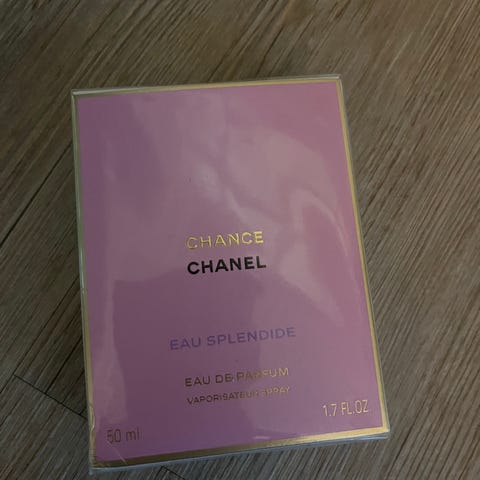 CHANCE
CHANEL
EAU SPLENDIDE
EAU DE PARFUM
VAPORISATEUR SPRAY
50 ml
1.7 FL.OZ